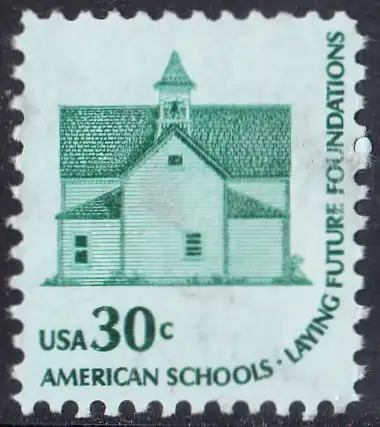 USA 30c
AMERICAN SCHOOLS · LAYING FUTURE FOUNDATIONS